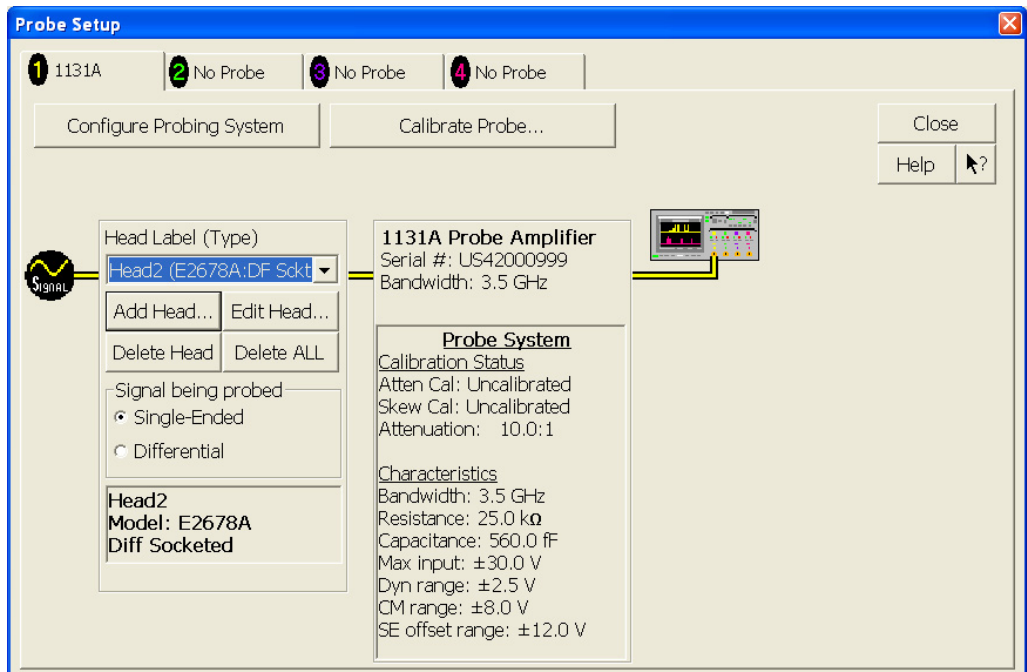 Probe Setup
1 1131A
2 No Probe
3 No Probe
4 No Probe
Configure Probing System
Calibrate Probe...
Close
Help
?
SIGNAL
Head Label (Type)
Head2 (E2678A:DF Sckt
Add Head...
Edit Head...
Delete Head
Delete ALL
Signal being probed
Single-Ended
Differential
Head2
Model: E2678A
Diff Socketed
1131A Probe Amplifier
Serial #: US42000999
Bandwidth: 3.5 GHz
Probe System
Calibration Status
Atten Cal: Uncalibrated
Skew Cal: Uncalibrated
Attenuation: 10.0:1
Characteristics
Bandwidth: 3.5 GHz
Resistance: 25.0 kΩ
Capacitance: 560.0 fF
Max input: ±30.0 V
Dyn range: ±2.5 V
CM range: ±8.0 V
SE offset range: ±12.0 V